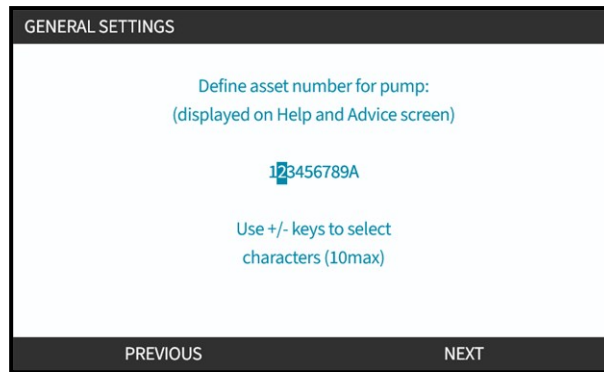 GENERAL SETTINGS
Define asset number for pump:
(displayed on Help and Advice screen)
123456789A
Use +/- keys to select
characters (10max)
PREVIOUS NEXT